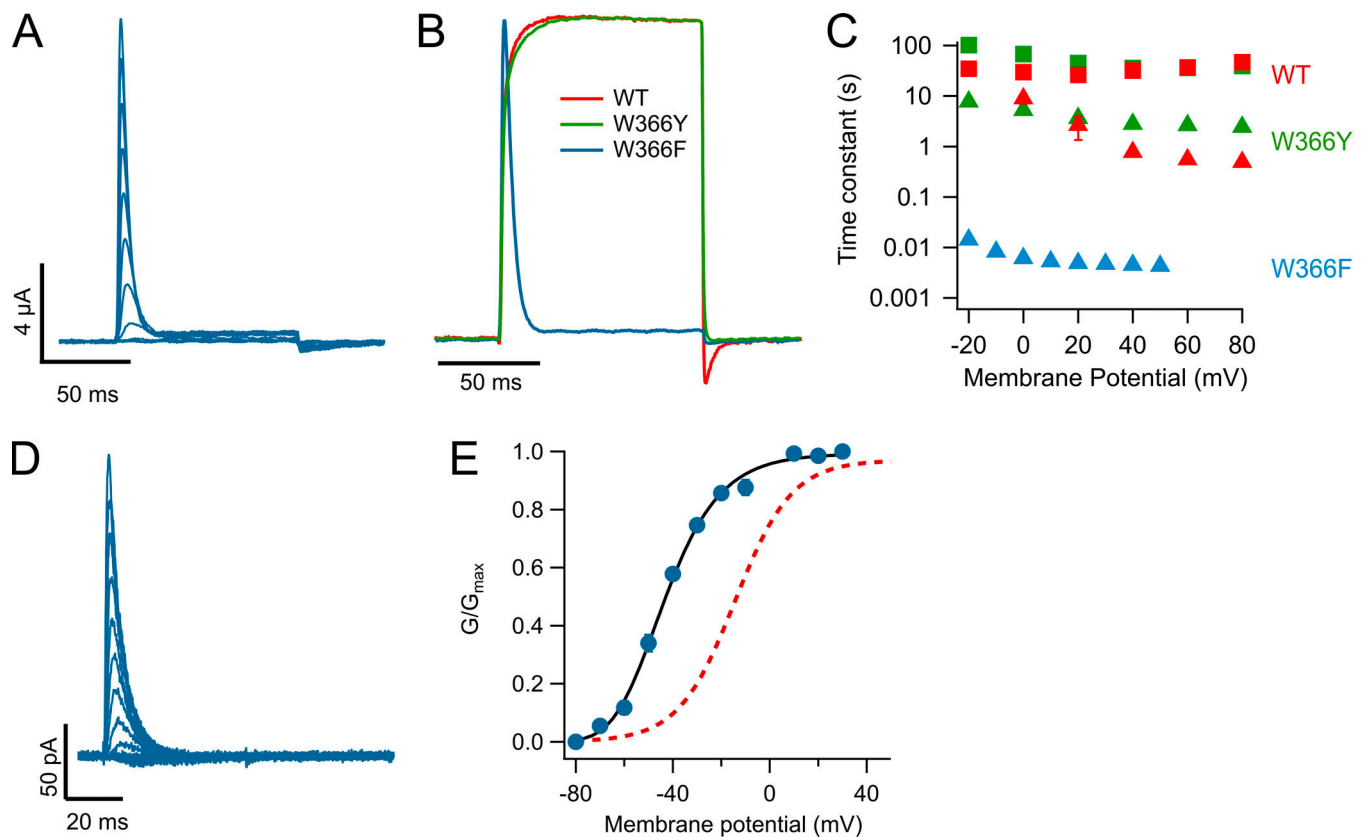 A
4 µA
50 ms
B
WT
W366Y
W366F
50 ms
C
Time constant (s)
100
10
1
0.1
0.01
0.001
-20 0 20 40 60 80
Membrane Potential (mV)
WT
W366Y
W366F
D
50 pA
20 ms
E
G/Gmax
1.0
0.8
0.6
0.4
0.2
0.0
-80 -40 0 40
Membrane potential (mV)